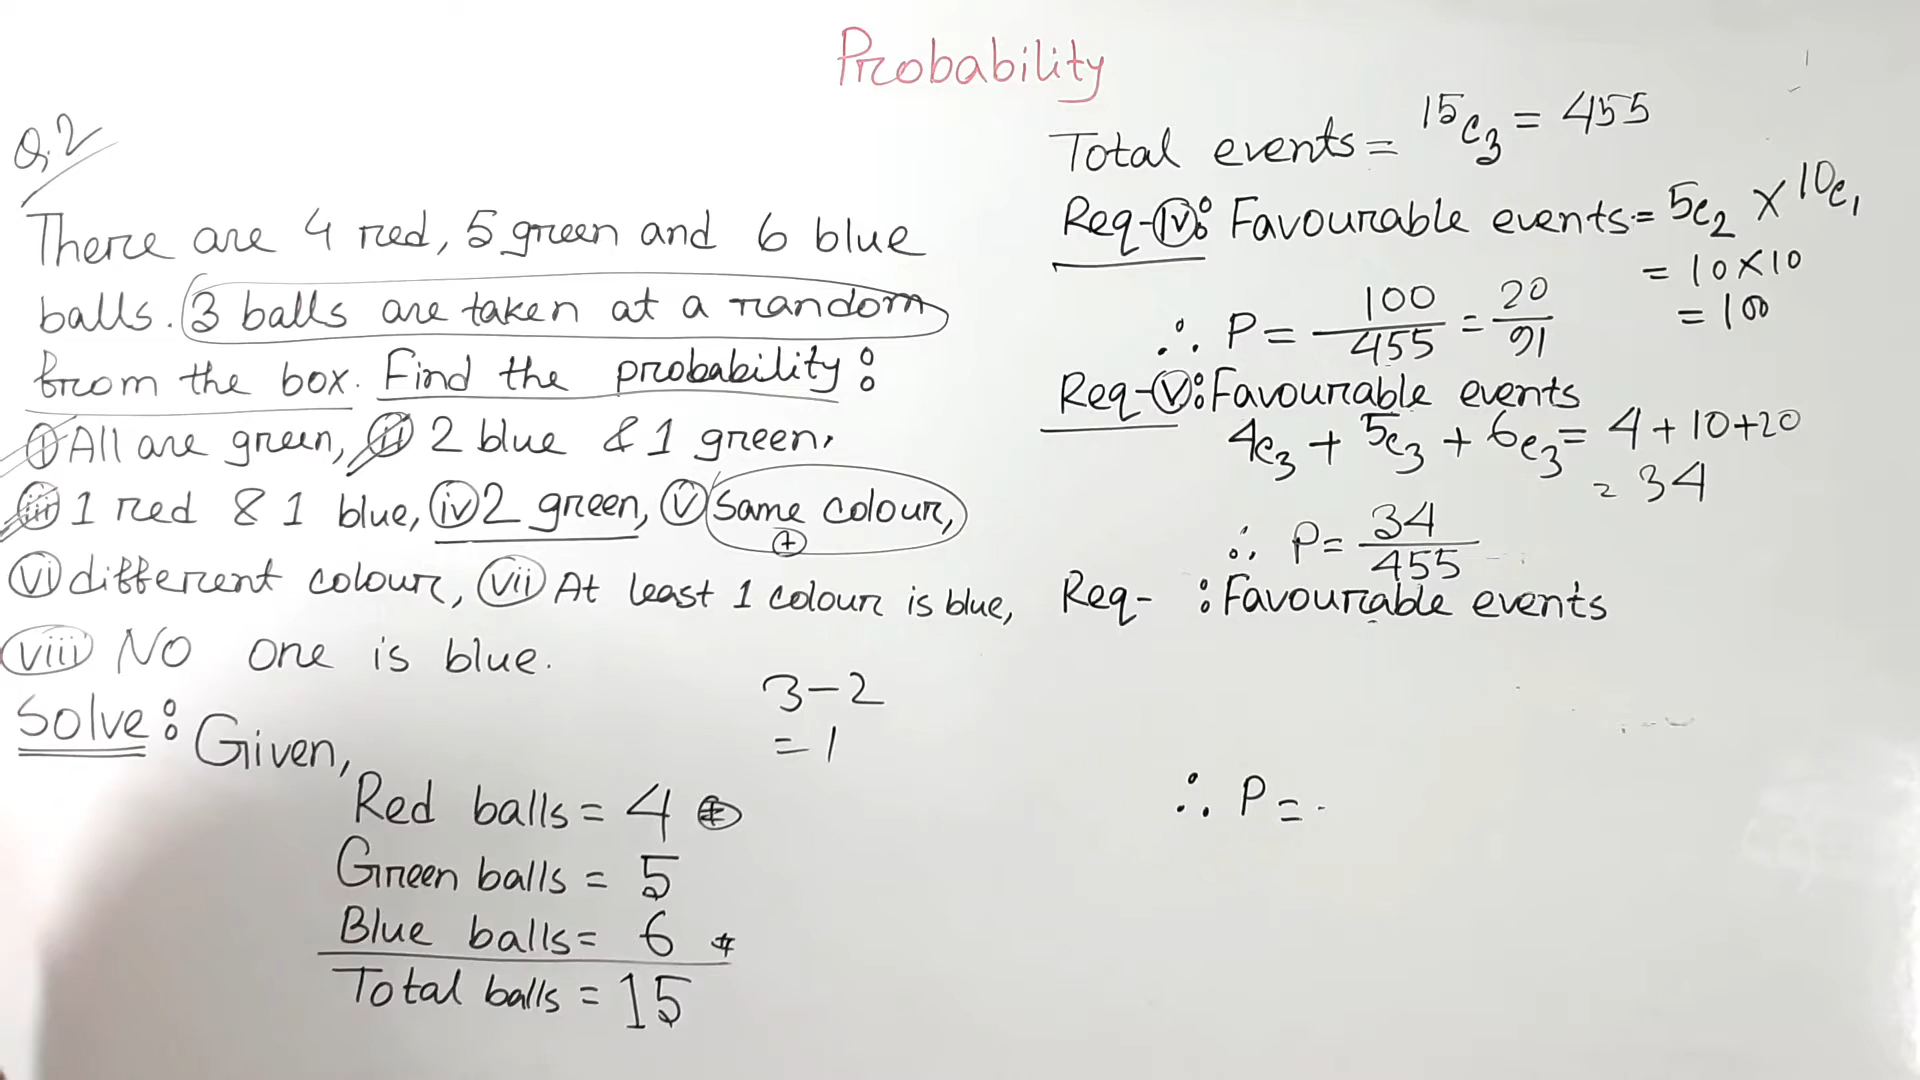 Probability
Q.2
There are 4 red, 5 green and 6 blue
balls. 3 balls are taken at a random
from the box. Find the probability:
(i) All are green, (ii) 2 blue & 1 green,
(iii) 1 red & 1 blue, (iv) 2 green, (v) Same colour,
+
(vi) different colour, (vii) At least 1 colour is blue,
(viii) No one is blue.
Solve: Given,
3-2
=1
Red balls = 4
Green balls = 5
Blue balls = 6
Total balls = 15
Total events = 15c3 = 455
Req-(iv): Favourable events = 5c2 × 10c1
= 10×10
= 100
∴ P = 100/455 = 20/91
Req-(v): Favourable events
4c3 + 5c3 + 6c3 = 4+10+20
= 34
∴ P = 34/455
Req- : Favourable events
∴ P =